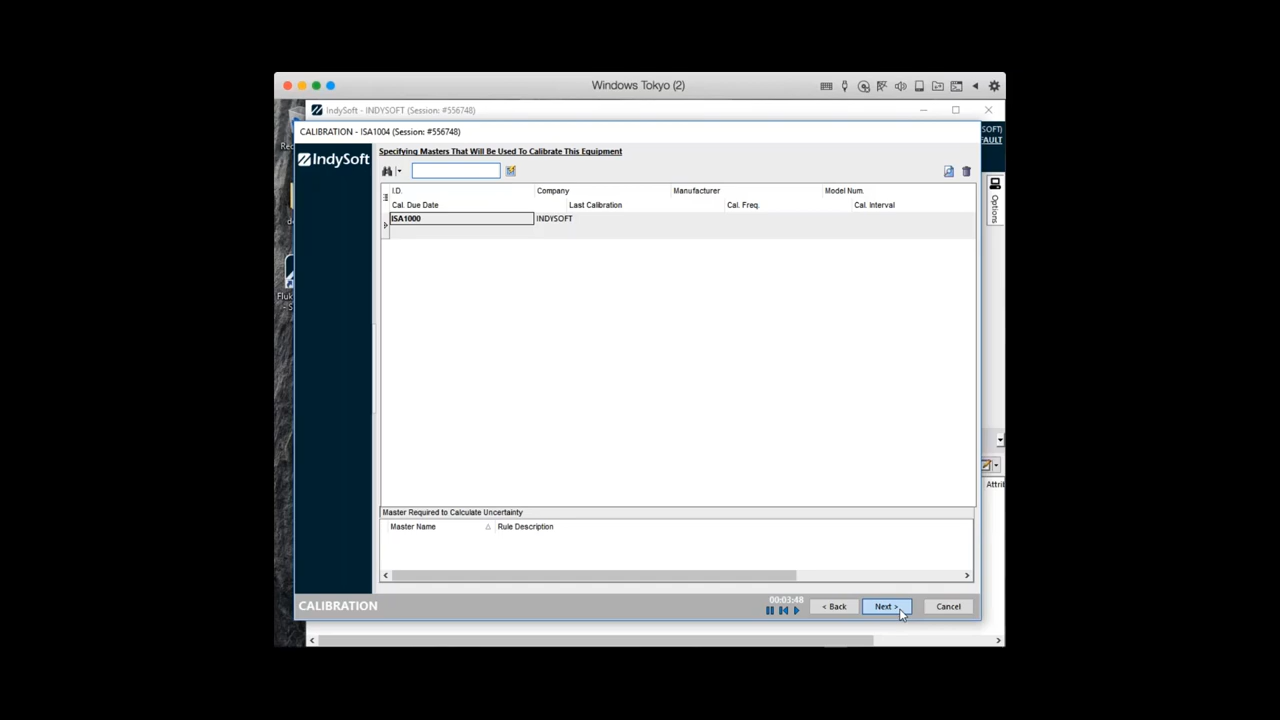 Windows Tokyo (2)
IndySoft - INDYSOFT (Session: #556748)
CALIBRATION - ISA1004 (Session: #556748)
IndySoft
Specifying Masters That Will Be Used To Calibrate This Equipment
I.D. Company Manufacturer Model Num.
Cal. Due Date Last Calibration Cal. Freq. Cal. Interval
ISA1000 INDYSOFT
Options
Attri
Master Required to Calculate Uncertainty
Master Name Rule Description
CALIBRATION
00:03:48
< Back Next > Cancel